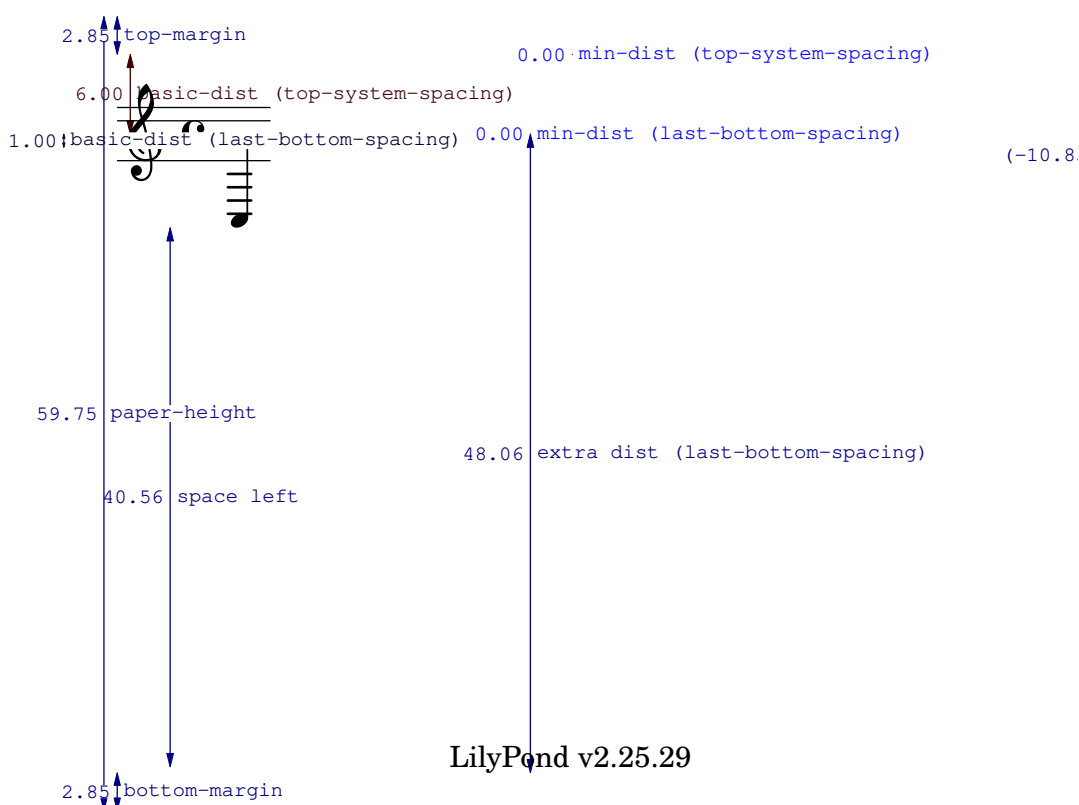 2.85 top-margin
0.00 min-dist (top-system-spacing)
6.00 basic-dist (top-system-spacing)
0.00 min-dist (last-bottom-spacing)
1.00 basic-dist (last-bottom-spacing)
59.75 paper-height
48.06 extra dist (last-bottom-spacing)
40.56 space left
LilyPond v2.25.29
2.85 bottom-margin